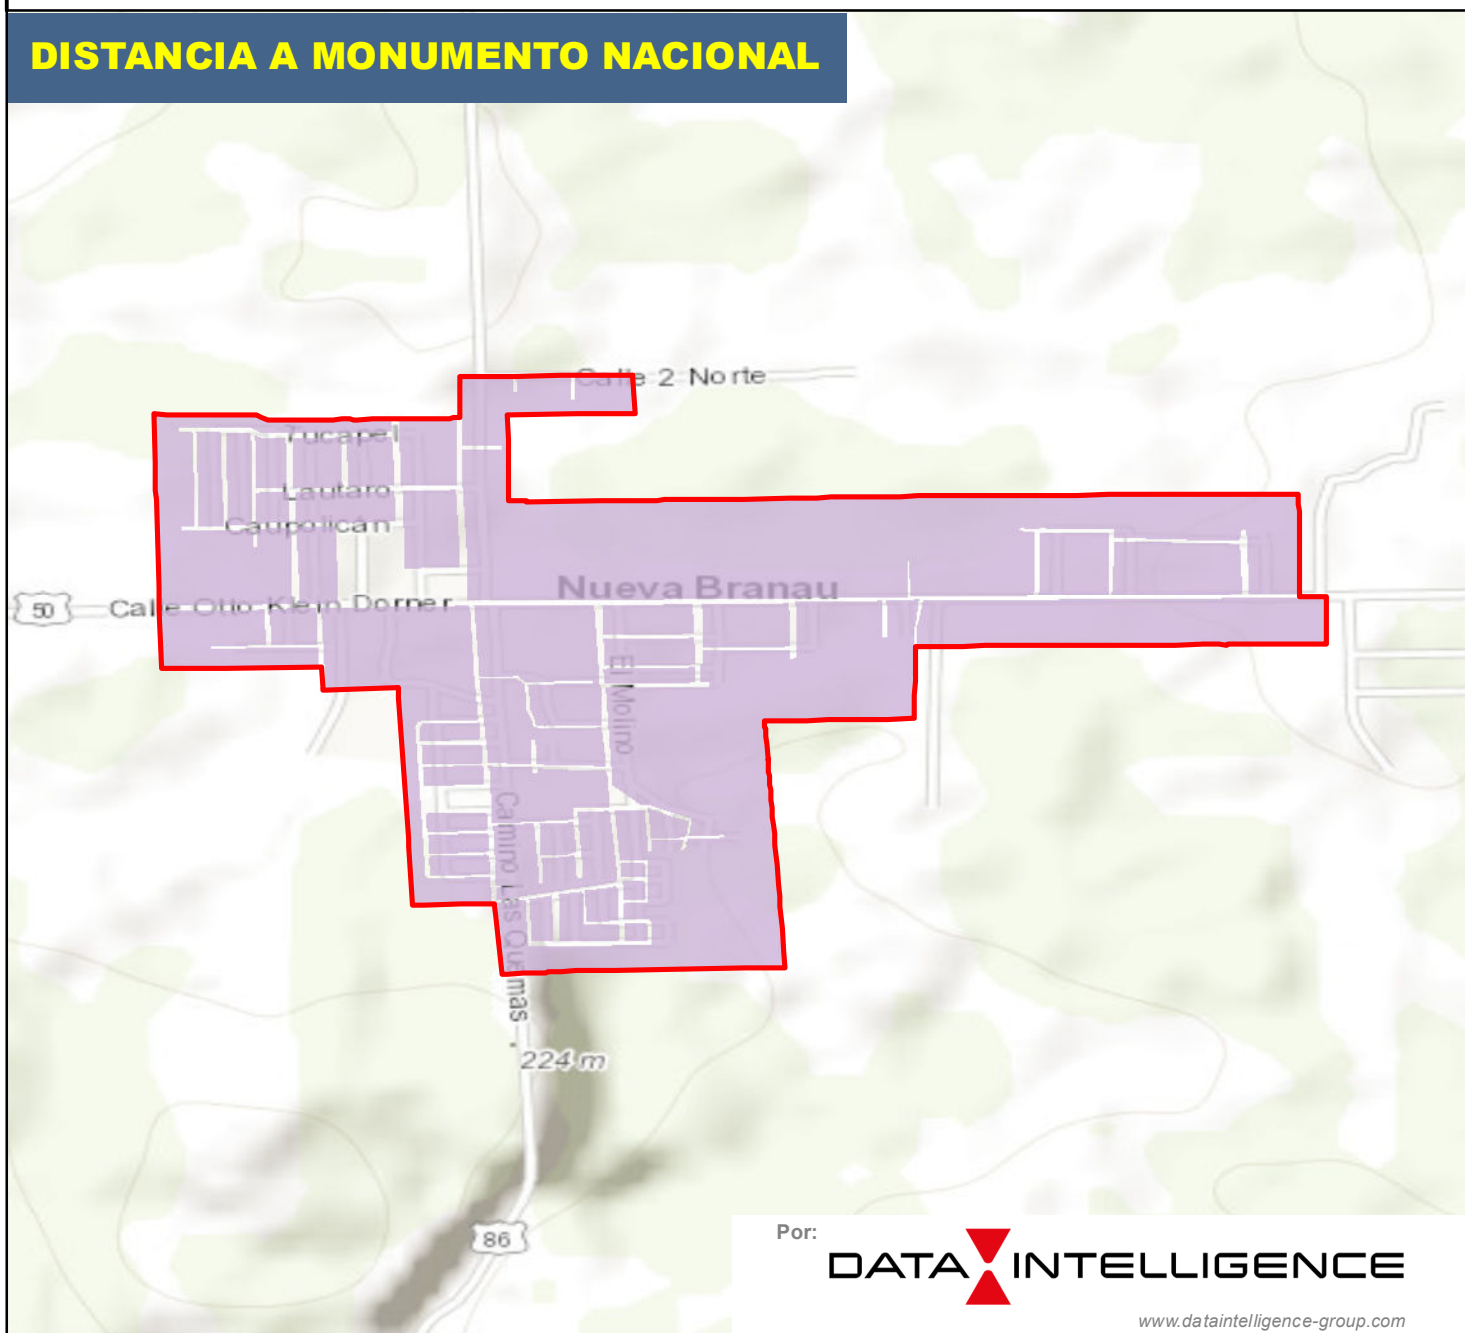 DISTANCIA A MONUMENTO NACIONAL
Calle 2 Norte
Tucapel
Lautaro
Caupolicán
Nueva Branau
50
Calle Otto Klein Dorner
El Molino
Camino Las Quemas
224 m
86
Por:
DATA INTELLIGENCE
www.dataintelligence-group.com